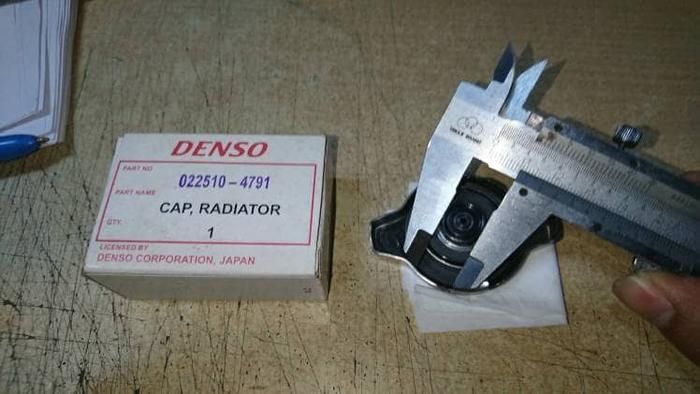 DENSO
PART NO
022510-4791
PART NAME
CAP, RADIATOR
QTY.
1
LICENSED BY
DENSO CORPORATION, JAPAN